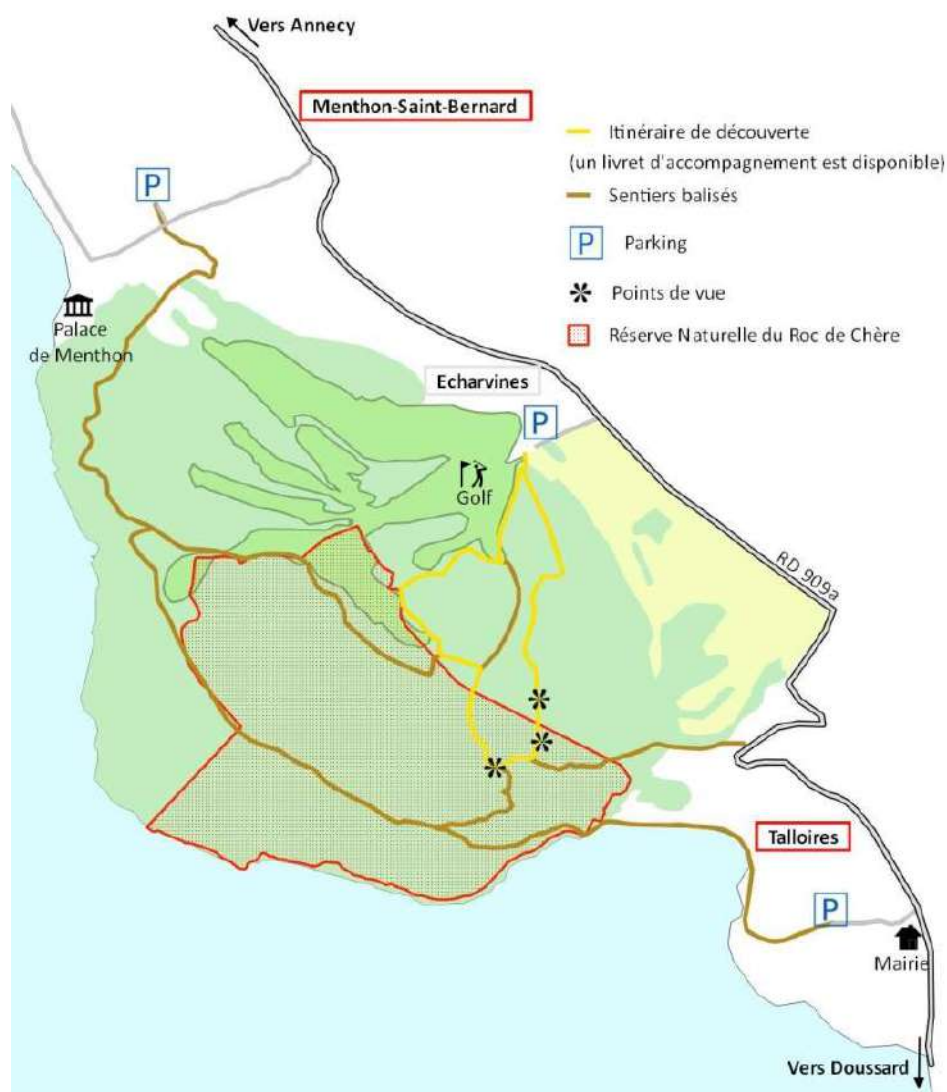 Vers Annecy
Menthon-Saint-Bernard
Itinéraire de découverte
(un livret d'accompagnement est disponible)
Sentiers balisés
P
P
Parking
Points de vue
Réserve Naturelle du Roc de Chère
Palace
de Menthon
Echarvines
P
Golf
RD 909a
Talloires
P
Mairie
Vers Doussard